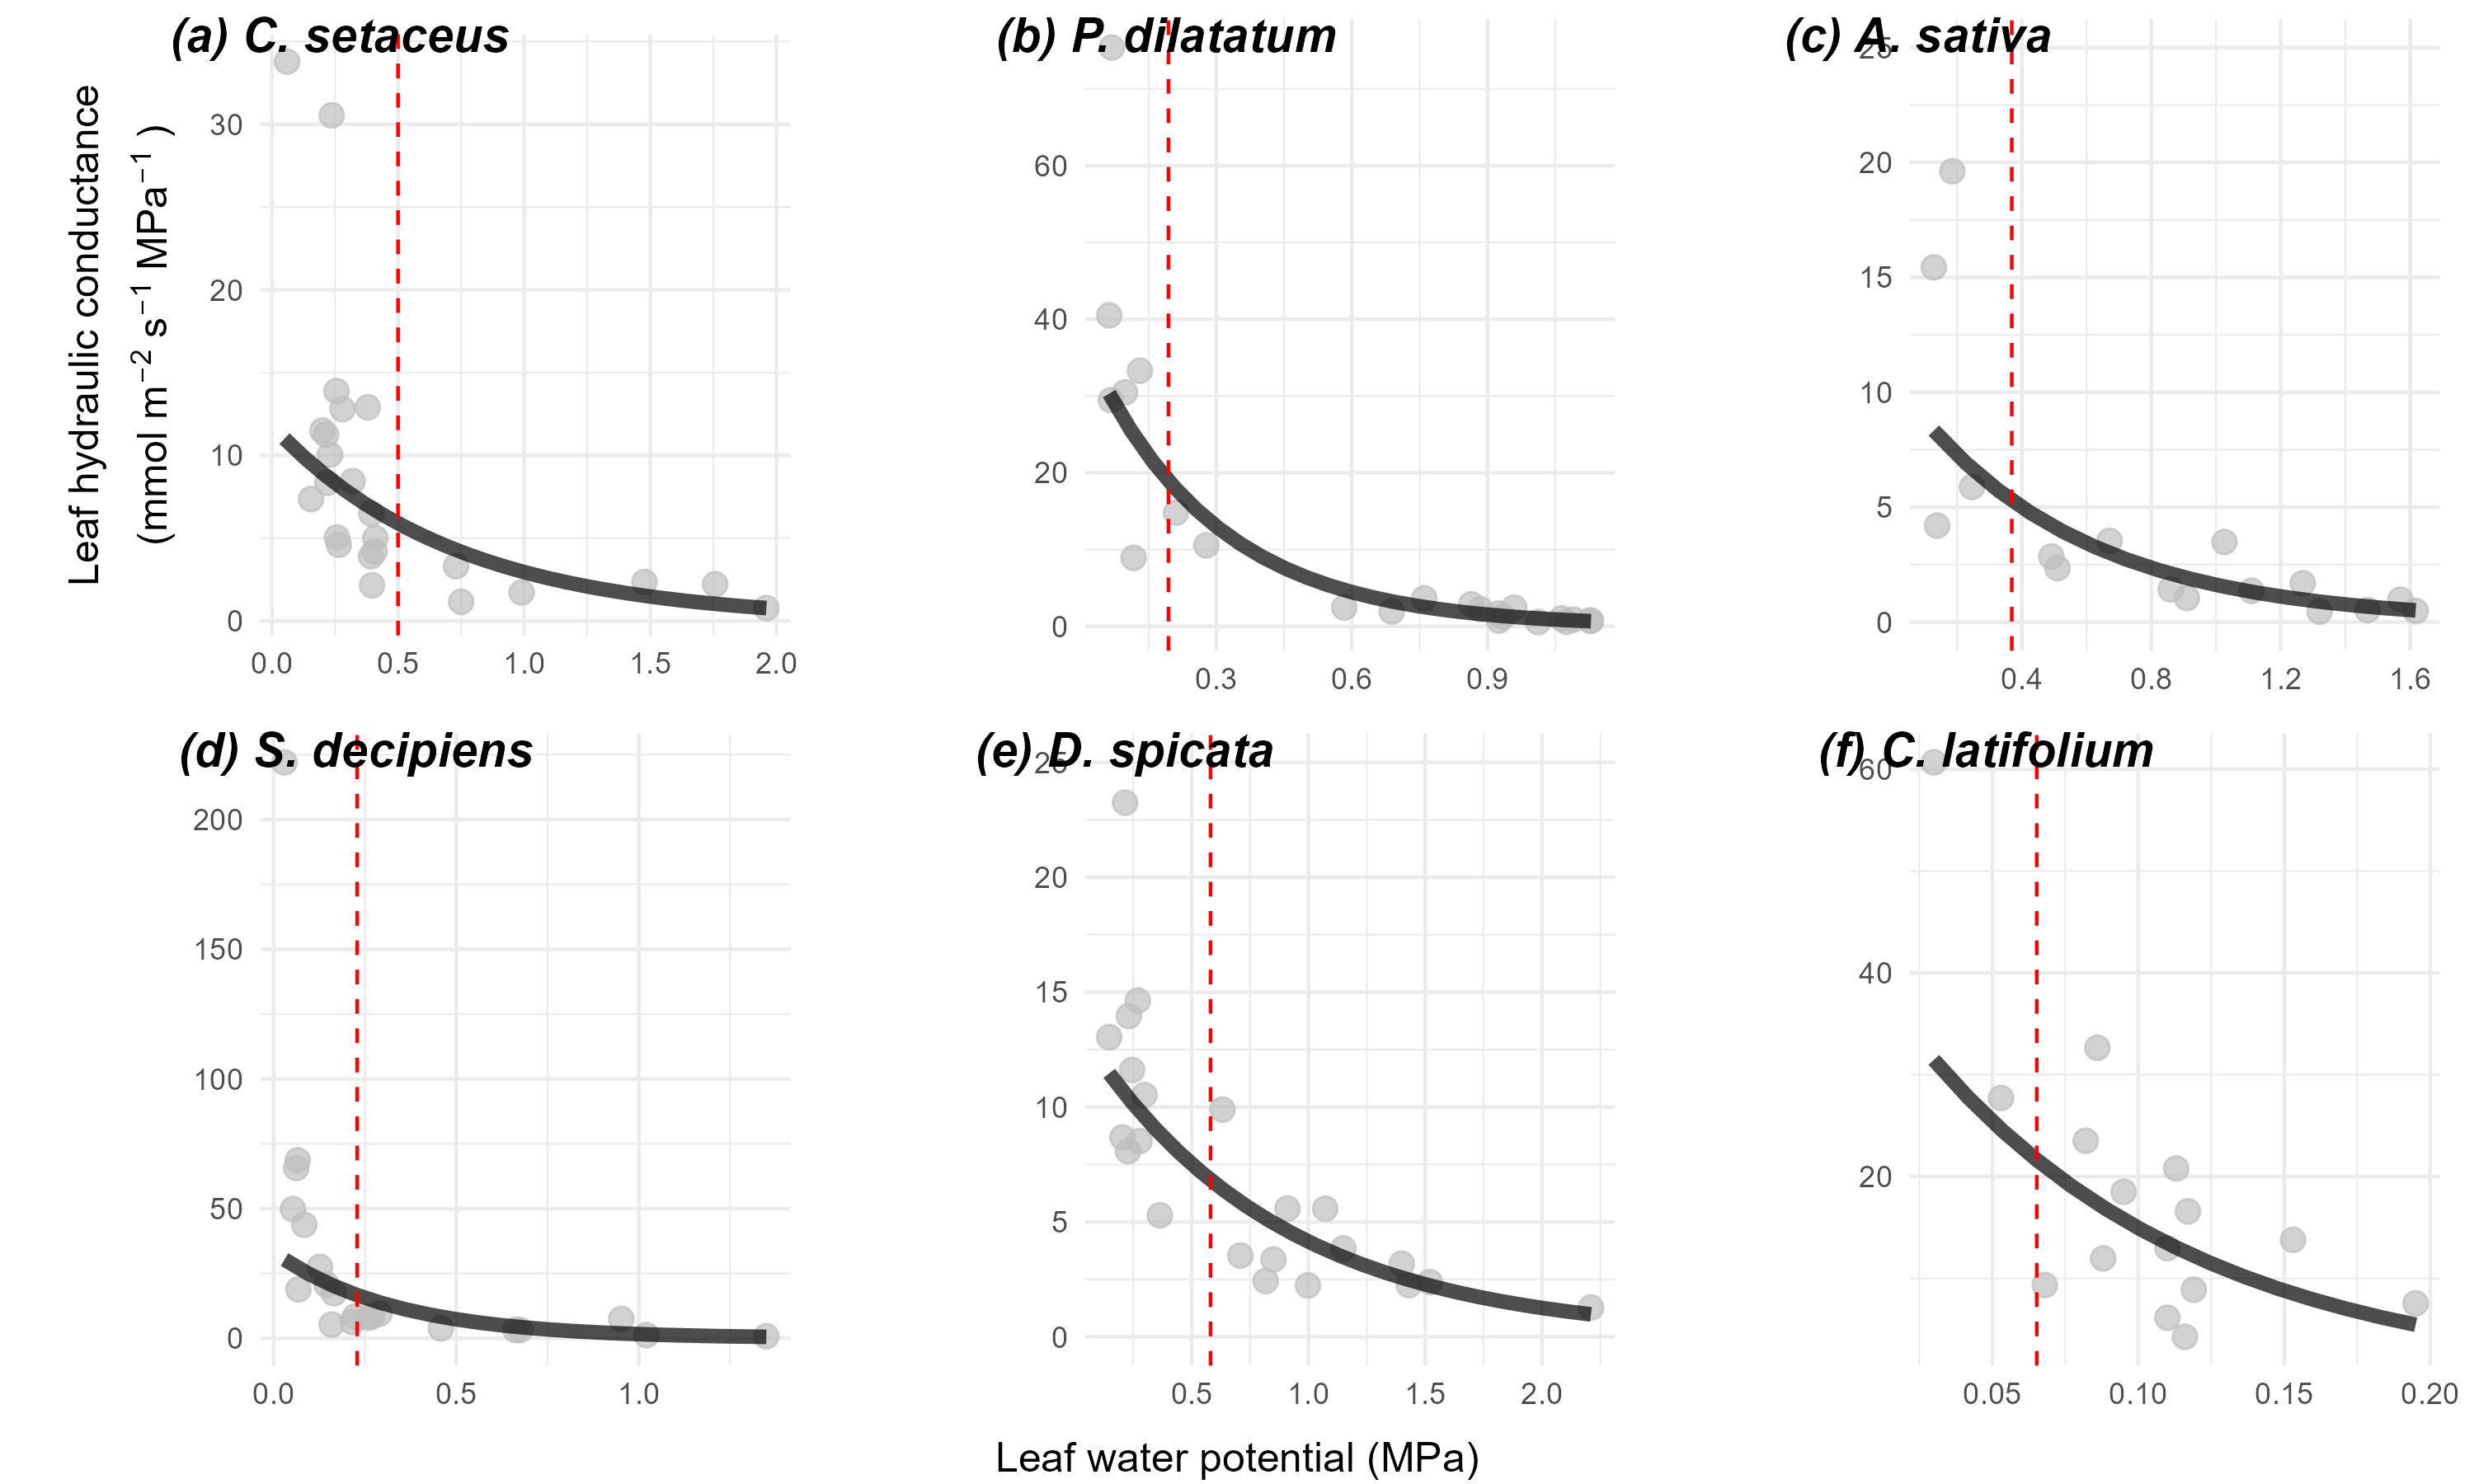 (a) C. setaceus
(b) P. dilatatum
(c) A. sativa
Leaf hydraulic conductance
(mmol m⁻² s⁻¹ MPa⁻¹ )
30
20
10
0
0.0 0.5 1.0 1.5 2.0
60
40
20
0
0.3 0.6 0.9
25
20
15
10
5
0
0.4 0.8 1.2 1.6
(d) S. decipiens
(e) D. spicata
(f) C. latifolium
200
150
100
50
0
0.0 0.5 1.0
25
20
15
10
5
0
0.5 1.0 1.5 2.0
60
40
20
0.05 0.10 0.15 0.20
Leaf water potential (MPa)